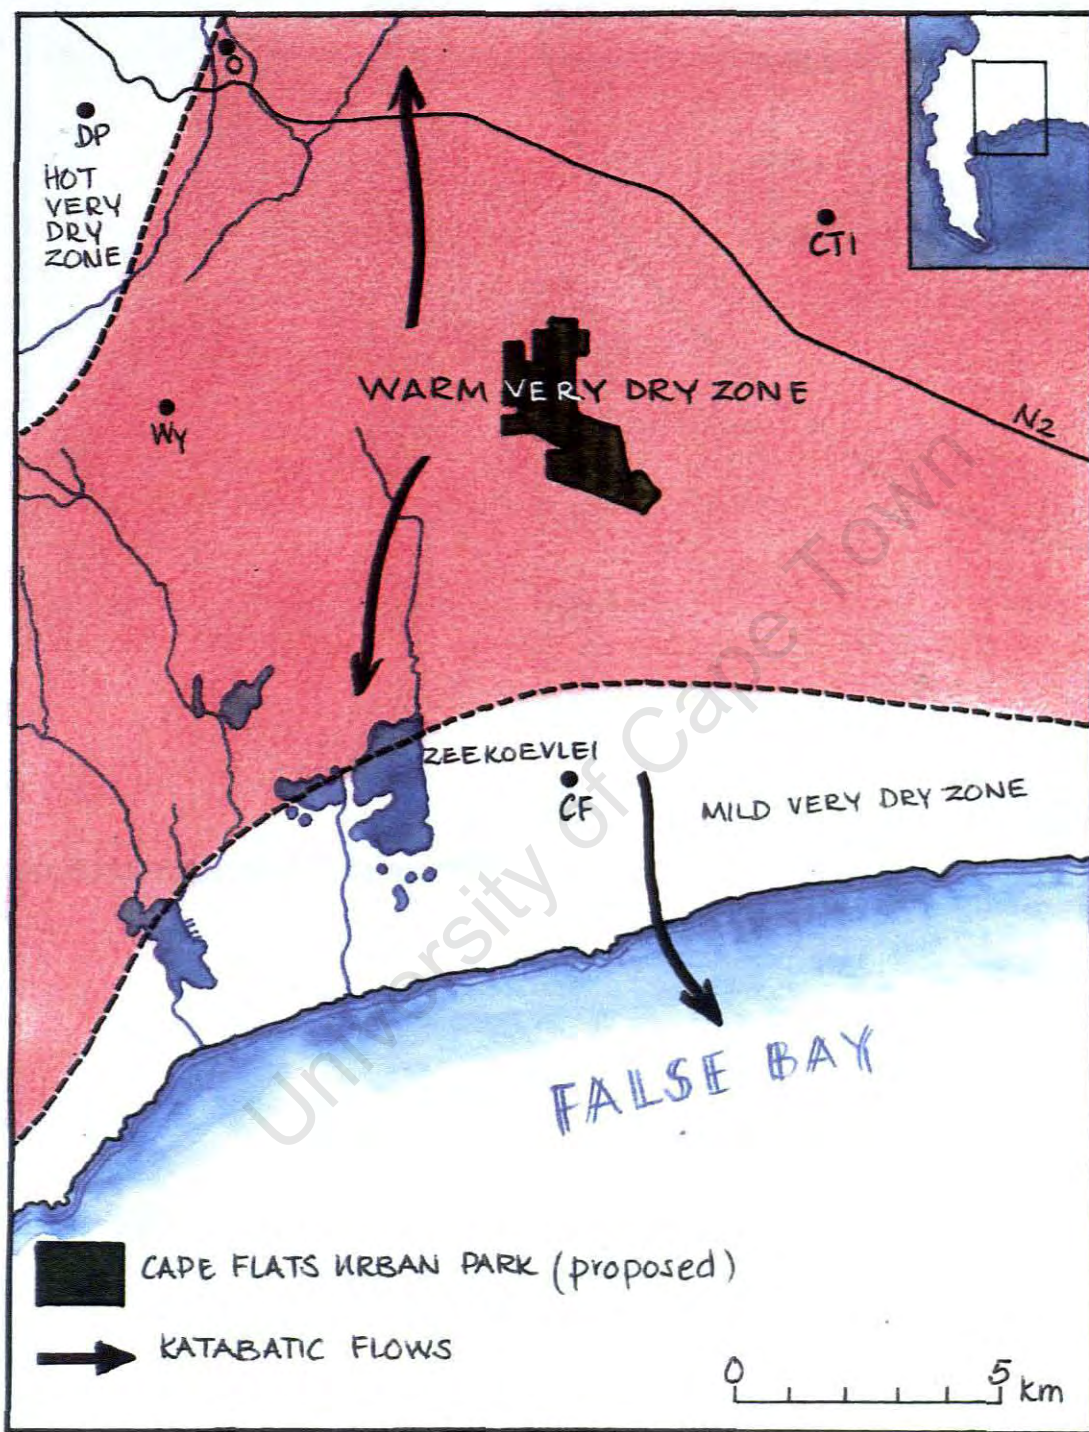 O
DP
HOT
VERY
DRY
ZONE
CTI
WARM VERY DRY ZONE
N2
Wy
ZEEKOEVLEI
CF
MILD VERY DRY ZONE
FALSE BAY
University of Cape Town
CAPE FLATS URBAN PARK (proposed)
KATABATIC FLOWS
0 5 km